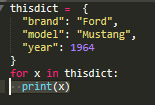 thisdict =  {
  "brand": "Ford",
  "model": "Mustang",
  "year": 1964
}
for x in thisdict:
  print(x)